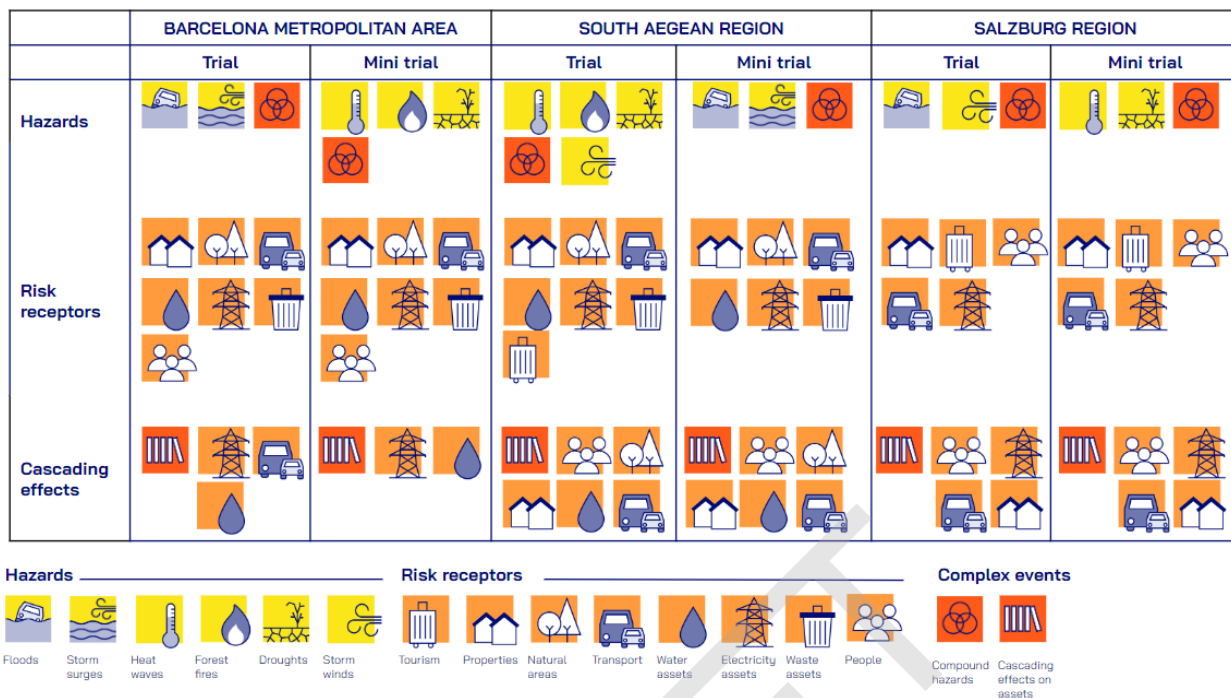 BARCELONA METROPOLITAN AREA SOUTH AEGEAN REGION SALZBURG REGION
Trial Mini trial Trial Mini trial Trial Mini trial
Hazards
Risk
receptors
Cascading
effects
Hazards Risk receptors Complex events
Floods Storm surges Heat waves Forest fires Droughts Storm winds Tourism Properties Natural areas Transport Water assets Electricity assets Waste assets People Compound hazards Cascading effects on assets